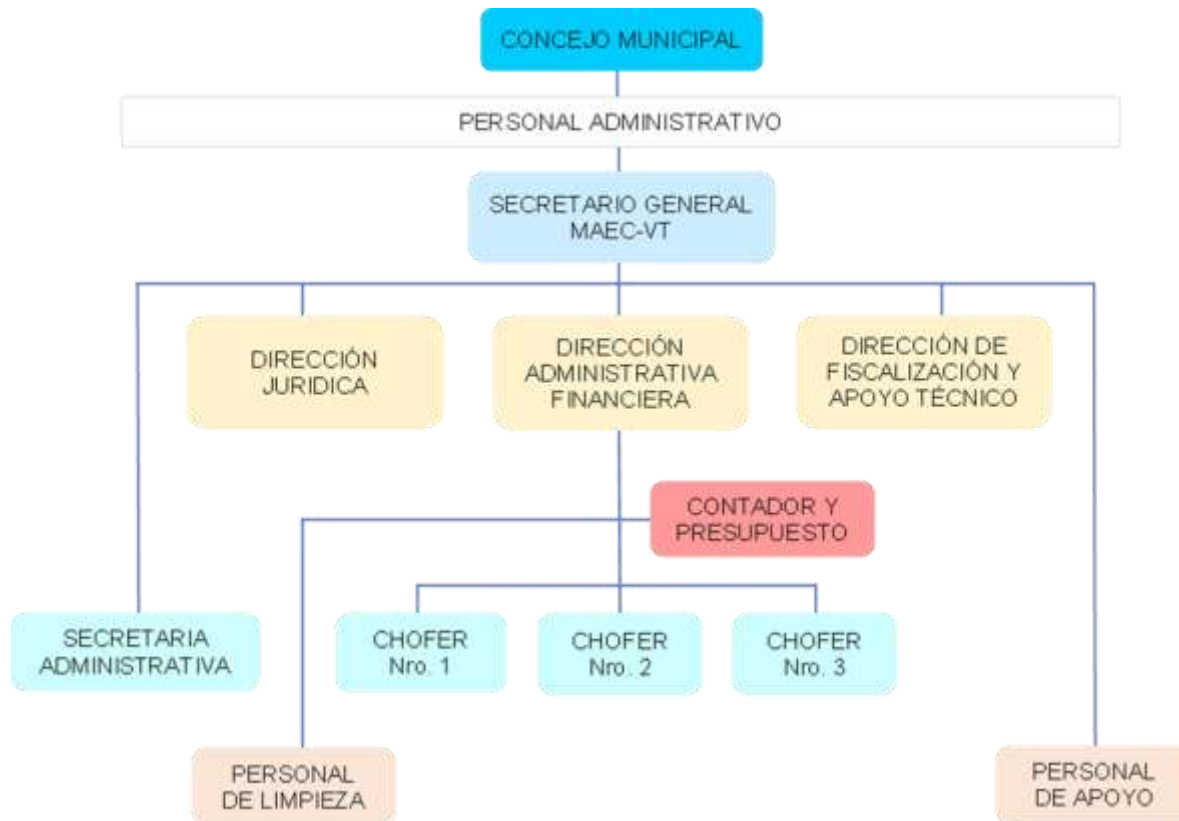 CONCEJO MUNICIPAL
PERSONAL ADMINISTRATIVO
SECRETARIO GENERAL
MAEC-VT
DIRECCIÓN
JURIDICA
DIRECCIÓN
ADMINISTRATIVA
FINANCIERA
DIRECCIÓN DE
FISCALIZACIÓN Y
APOYO TÉCNICO
CONTADOR Y
PRESUPUESTO
SECRETARIA
ADMINISTRATIVA
CHOFER
Nro. 1
CHOFER
Nro. 2
CHOFER
Nro. 3
PERSONAL
DE LIMPIEZA
PERSONAL
DE APOYO